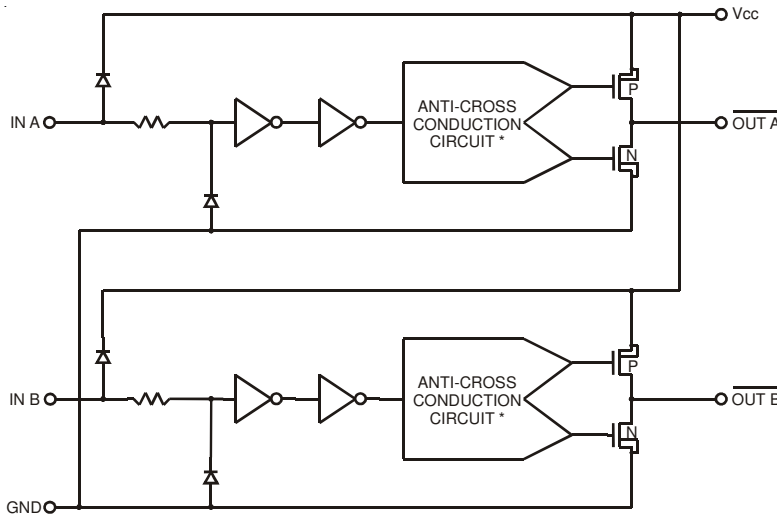 Vcc
P
ANTI-CROSS
CONDUCTION
CIRCUIT *
IN A
OUT A
N
P
ANTI-CROSS
CONDUCTION
CIRCUIT *
IN B
OUT B
N
GND